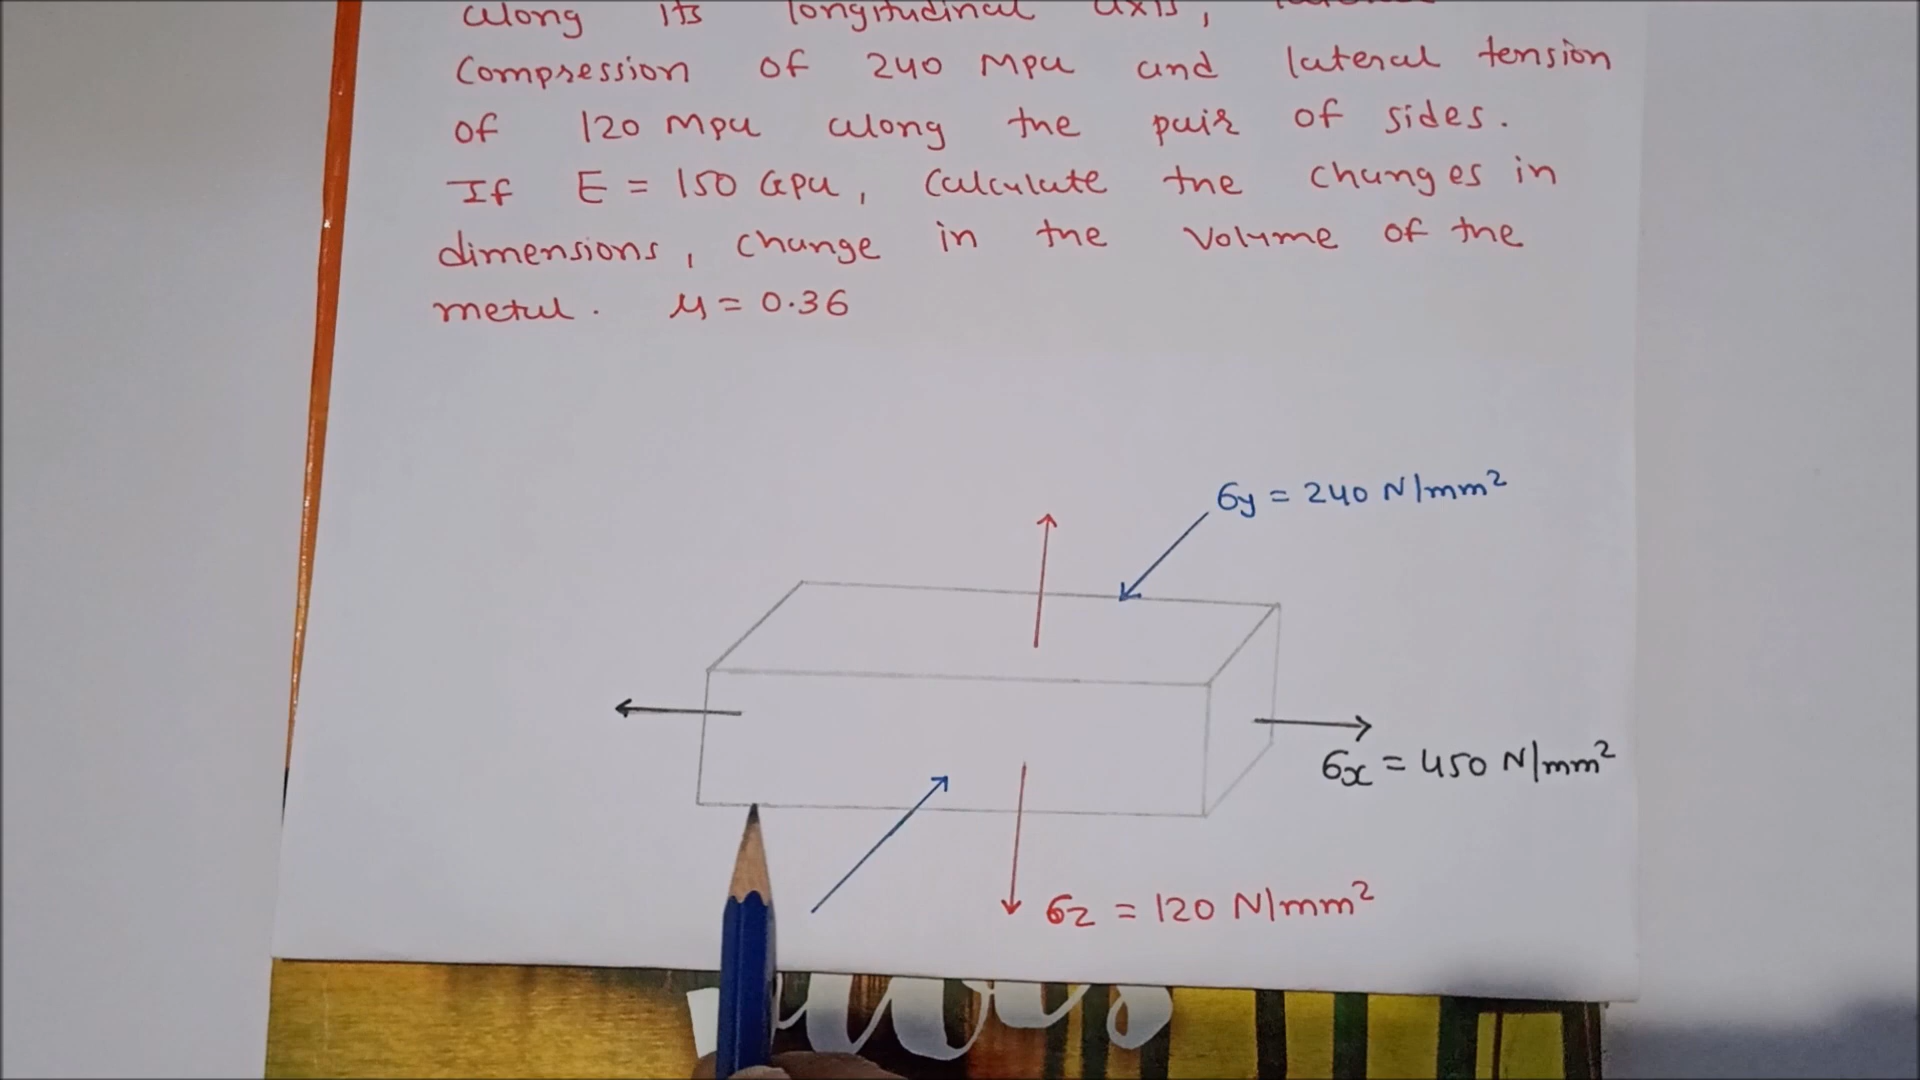 along its longitudinal axis,
Compression of 240 Mpa and lateral tension
of 120 Mpa along the pair of sides.
If E = 150 Gpa, Calculate the changes in
dimensions, change in the Volume of the
metal. μ = 0.36
σy = 240 N/mm²
σx = 450 N/mm²
σz = 120 N/mm²